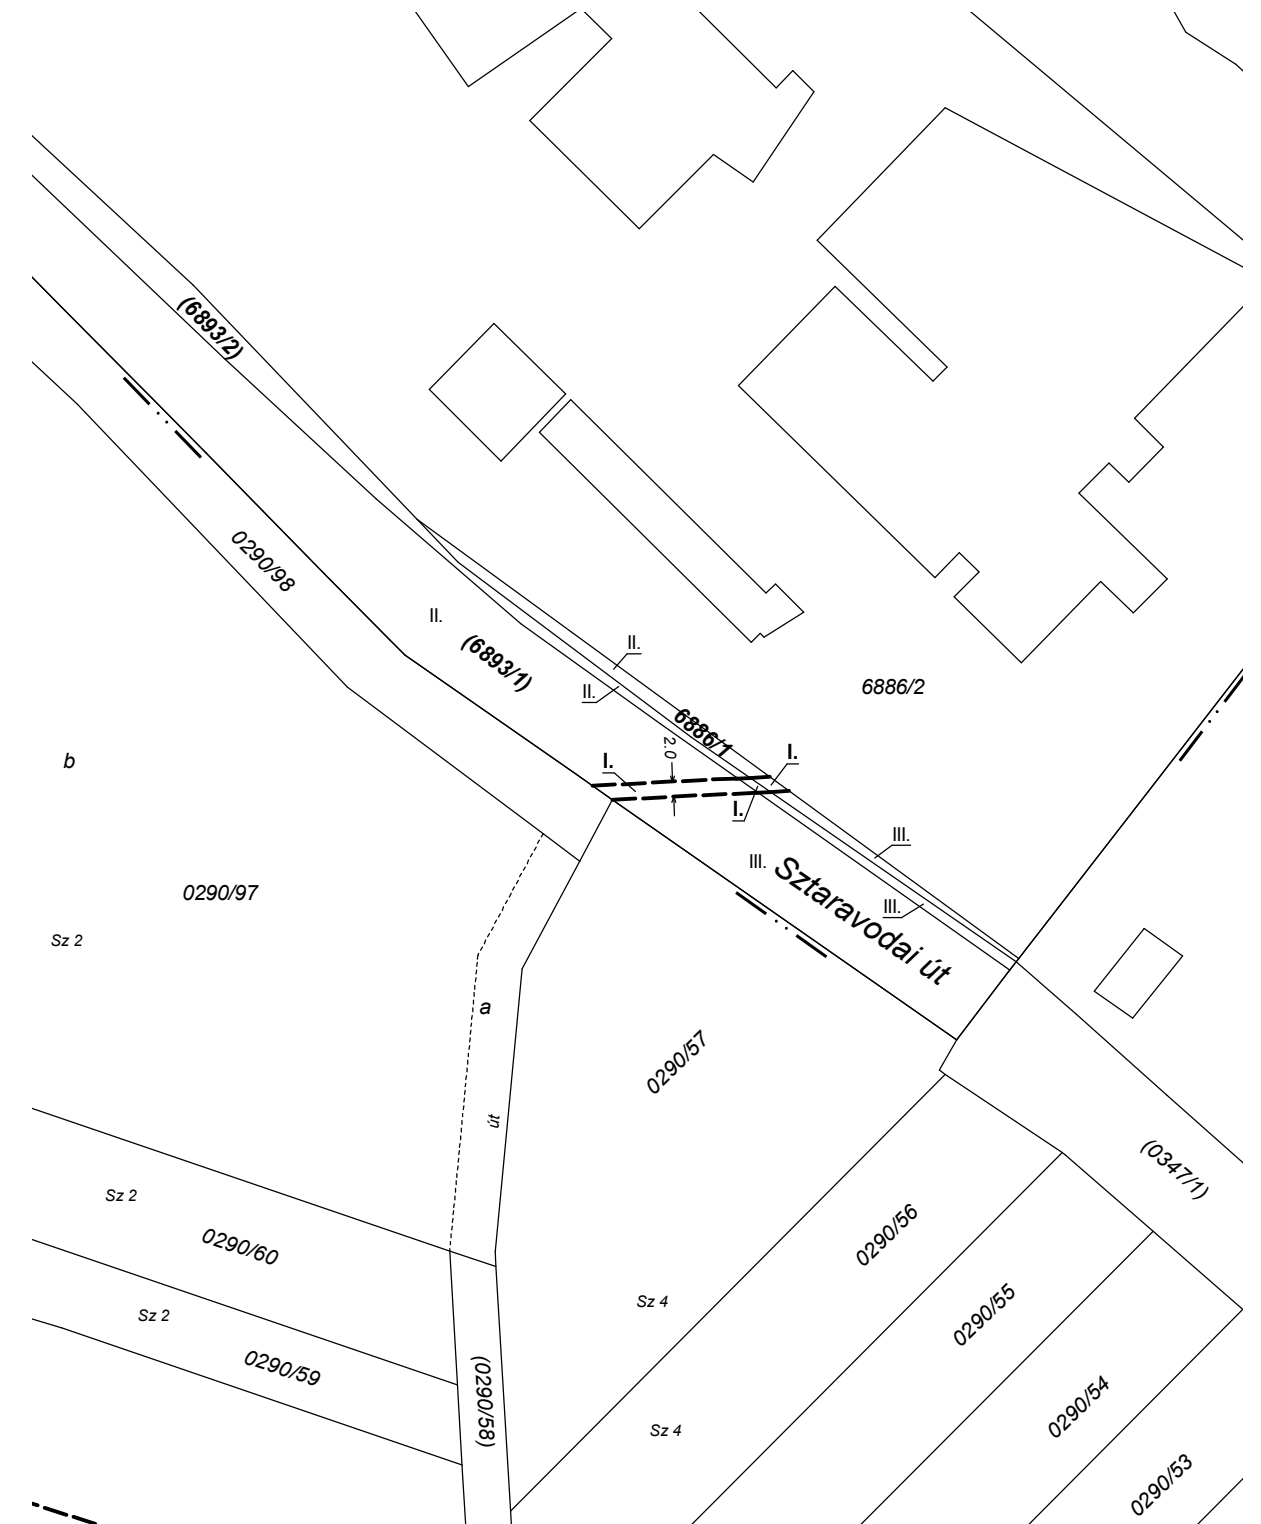 (6893/2)
0290/98
II.
(6893/1)
II.
II.
6886/2
6886/1
2.0
I.
I.
I.
b
III.
III.
Sztaravodai út
III.
0290/97
Sz 2
a
0290/57
út
(0347/1)
Sz 2
0290/60
0290/56
Sz 4
Sz 2
0290/55
0290/59
(0290/58)
0290/54
Sz 4
0290/53